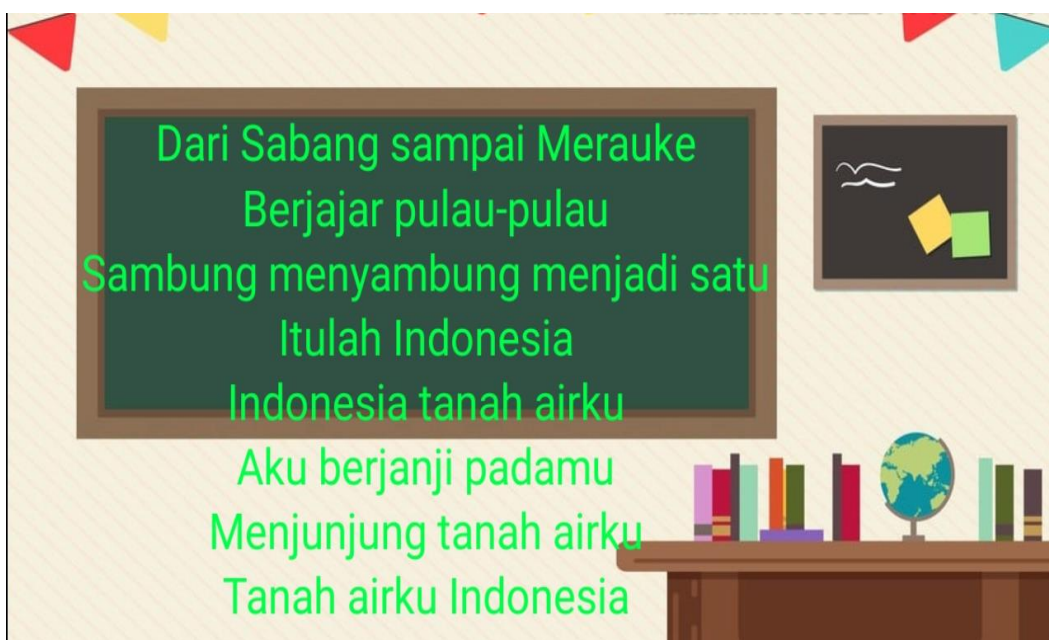 Dari Sabang sampai Merauke
Berjajar pulau-pulau
Sambung menyambung menjadi satu
Itulah Indonesia
Indonesia tanah airku
Aku berjanji padamu
Menjunjung tanah airku
Tanah airku Indonesia